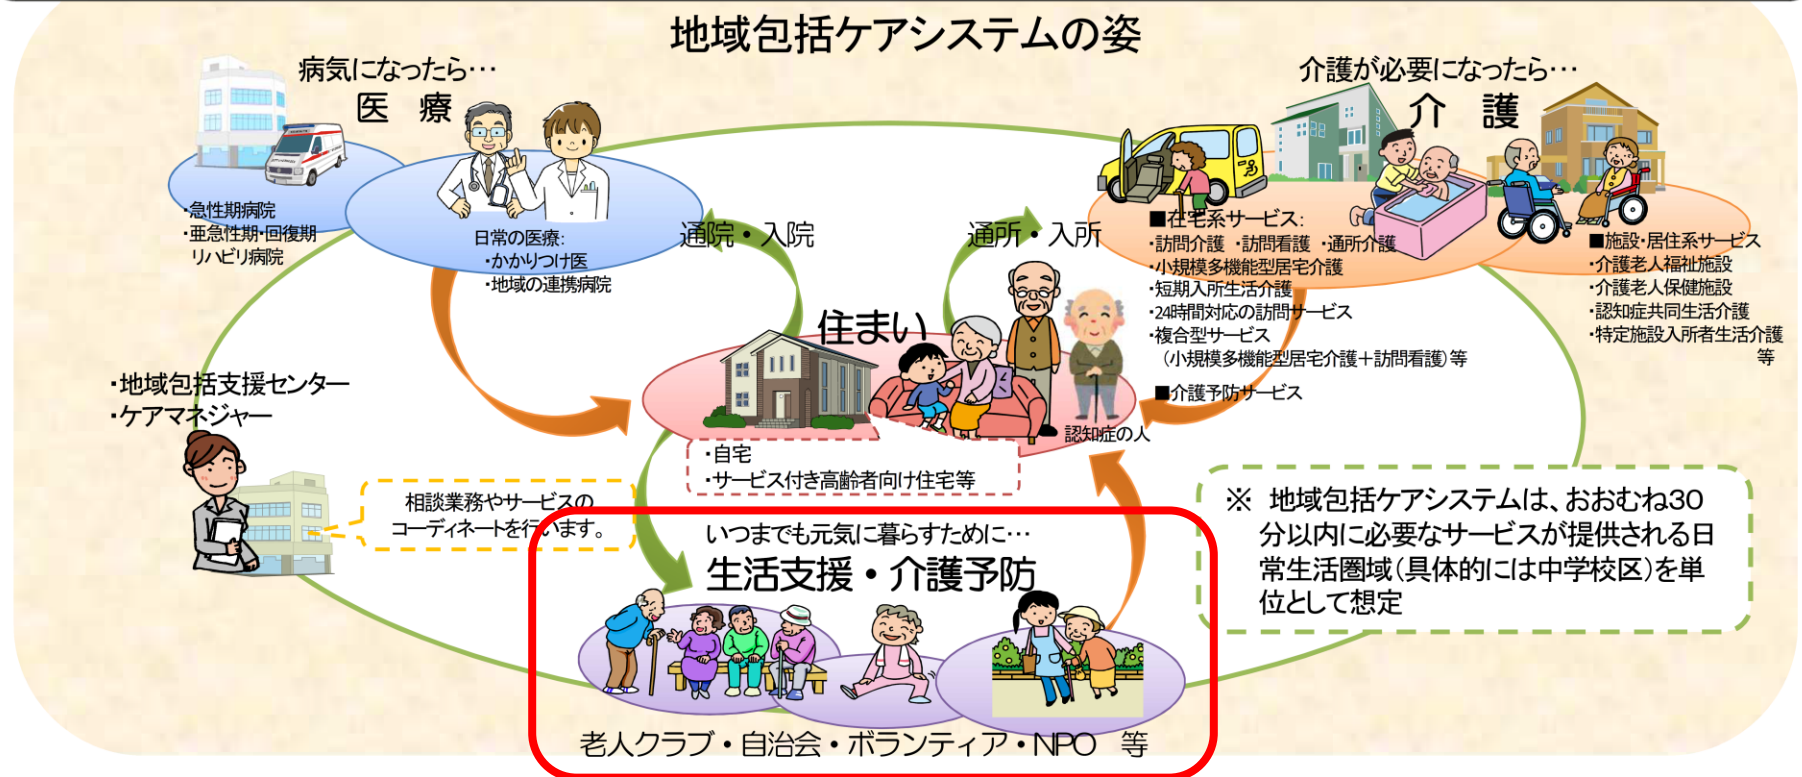 地域包括ケアシステムの姿
病気になったら…
医 療
介護が必要になったら…
介 護
・急性期病院
・亜急性期・回復期
リハビリ病院
日常の医療：
・かかりつけ医
・地域の連携病院
通院・入院
通所・入所
■在宅系サービス：
・訪問介護 ・訪問看護 ・通所介護
・小規模多機能型居宅介護
・短期入所生活介護
・24時間対応の訪問サービス
・複合型サービス
（小規模多機能型居宅介護＋訪問看護）等
■介護予防サービス
■施設・居住系サービス
・介護老人福祉施設
・介護老人保健施設
・認知症共同生活介護
・特定施設入所者生活介護
等
住まい
認知症の人
・自宅
・サービス付き高齢者向け住宅等
・地域包括支援センター
・ケアマネジャー
相談業務やサービスの
コーディネートを行います。
いつまでも元気に暮らすために…
生活支援・介護予防
老人クラブ・自治会・ボランティア・NPO 等
※ 地域包括ケアシステムは、おおむね30
分以内に必要なサービスが提供される日
常生活圏域（具体的には中学校区）を単
位として想定